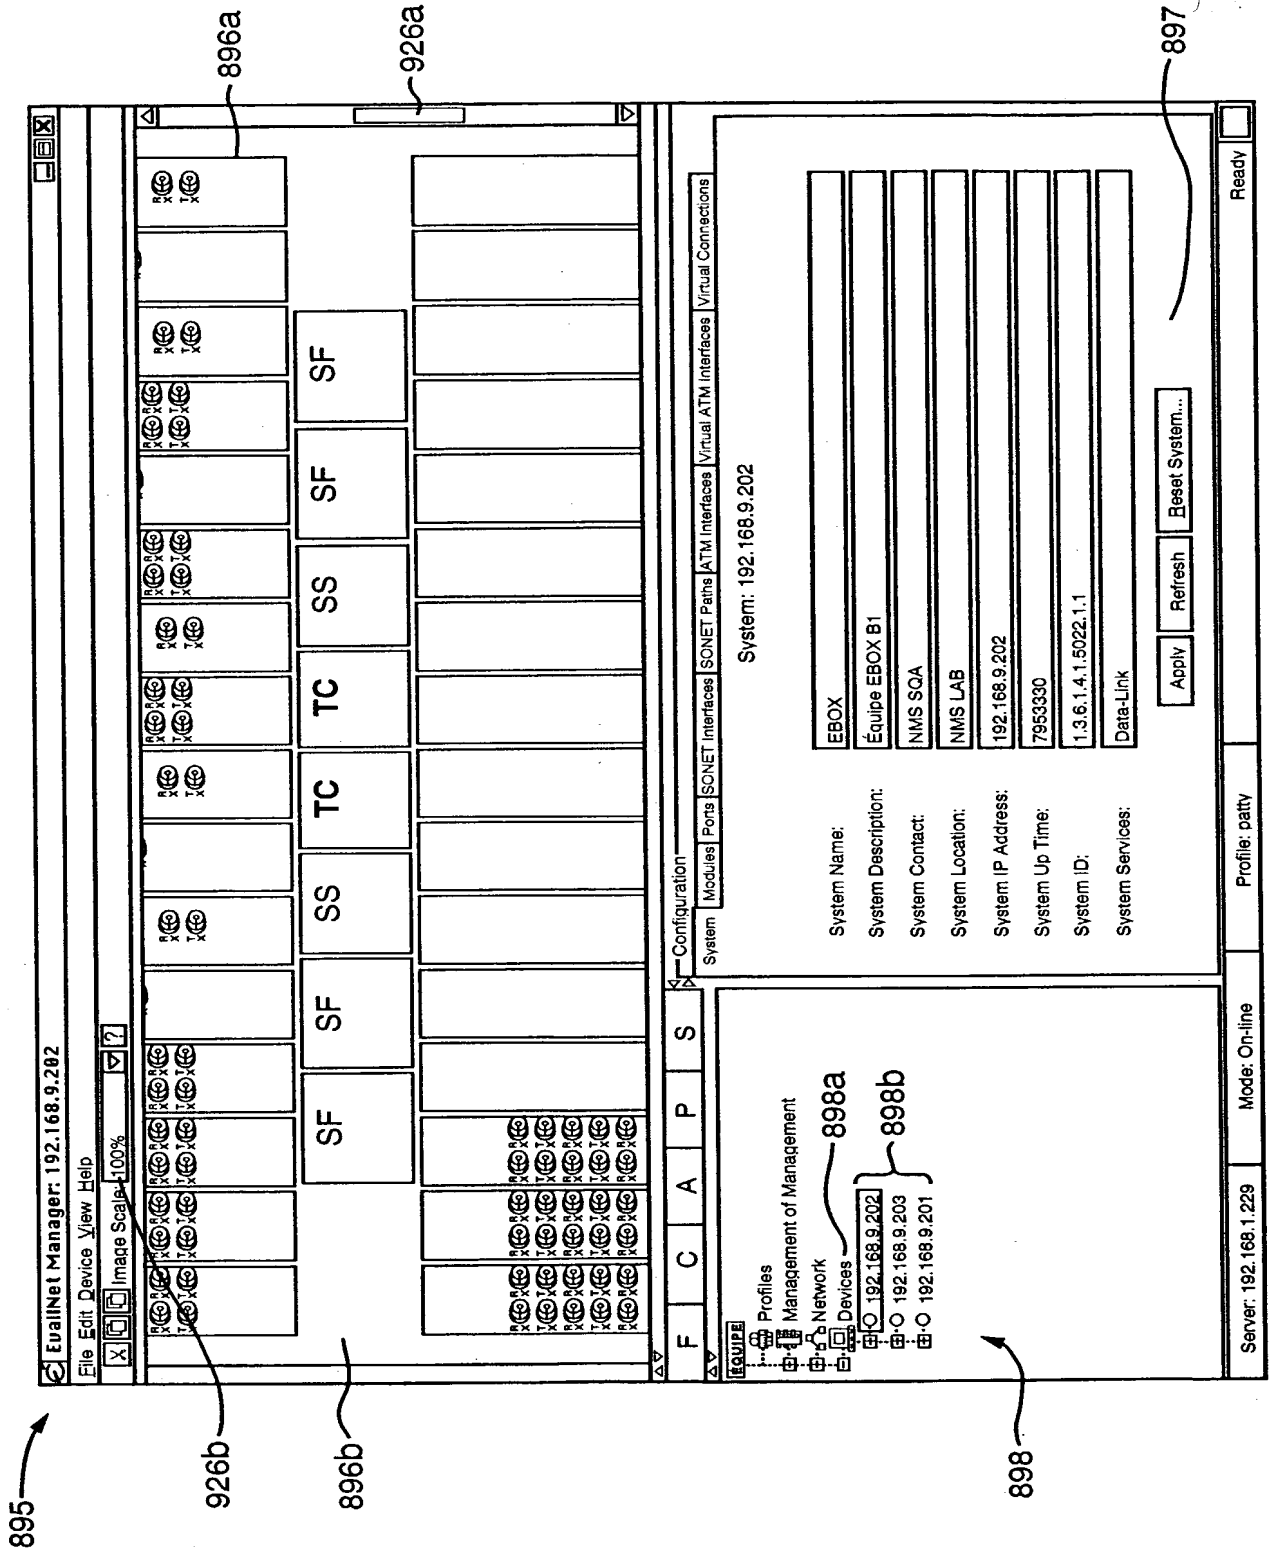 895
EuallNet Manager: 192.168.9.202
File Edit Device View Help
Image Scale: 100% ?
926b
896a
926a
896b
SF SF SS TC TC SS SF SF
F C A P S
EQUIPE
Profiles
Management of Management
Network
Devices
192.168.9.202
192.168.9.203
192.168.9.201
898a
898b
898
Configuration
System Modules Ports SONET Interfaces SONET Paths ATM Interfaces Virtual ATM Interfaces Virtual Connections
System: 192.168.9.202
System Name: EBOX
System Description: Équipe EBOX B1
System Contact: NMS SQA
System Location: NMS LAB
System IP Address: 192.168.9.202
System Up Time: 7953330
System ID: 1.3.6.1.4.1.5022.1.1
System Services: Data-Link
Apply Refresh Reset System...
897
Server: 192.168.1.229 Mode: On-line Profile: patty Ready